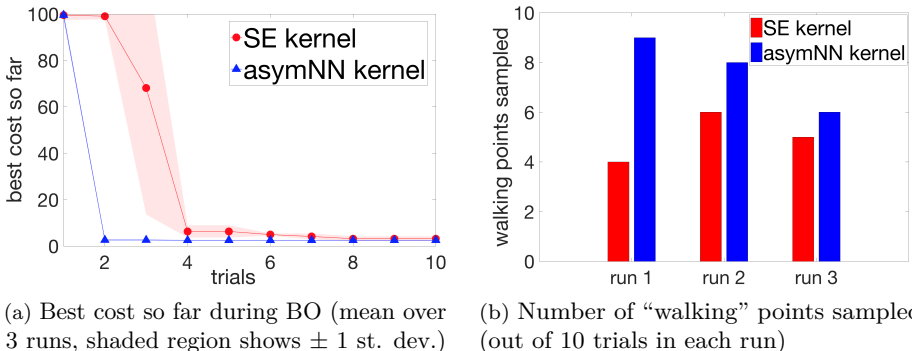 100
80
60
40
20
0
best cost so far
SE kernel
asymNN kernel
2
4
6
8
10
trials
(a) Best cost so far during BO (mean over
3 runs, shaded region shows ± 1 st. dev.)
10
8
6
4
2
0
walking points sampled
SE kernel
asymNN kernel
run 1
run 2
run 3
(b) Number of “walking” points sampled
(out of 10 trials in each run)